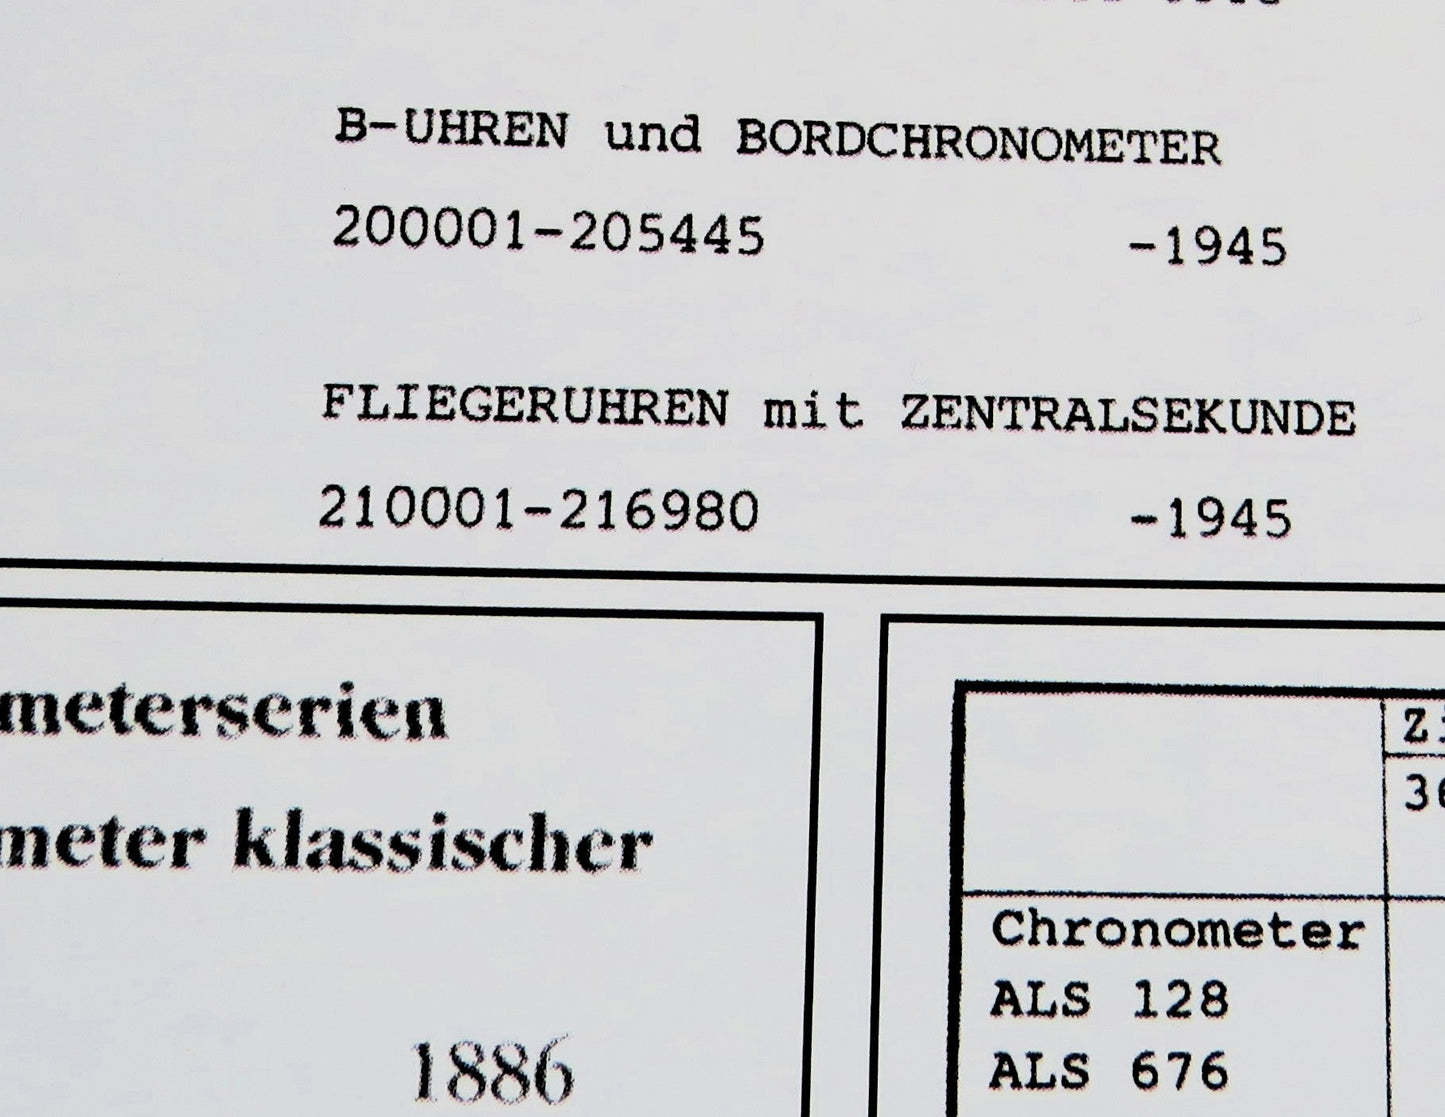 B-UHREN und BORDCHRONOMETER
200001-205445 -1945
FLIEGERUHREN mit ZENTRALSEKUNDE
210001-216980 -1945
meterserien
meter klassischer
1886
Chronometer
ALS 128
ALS 676